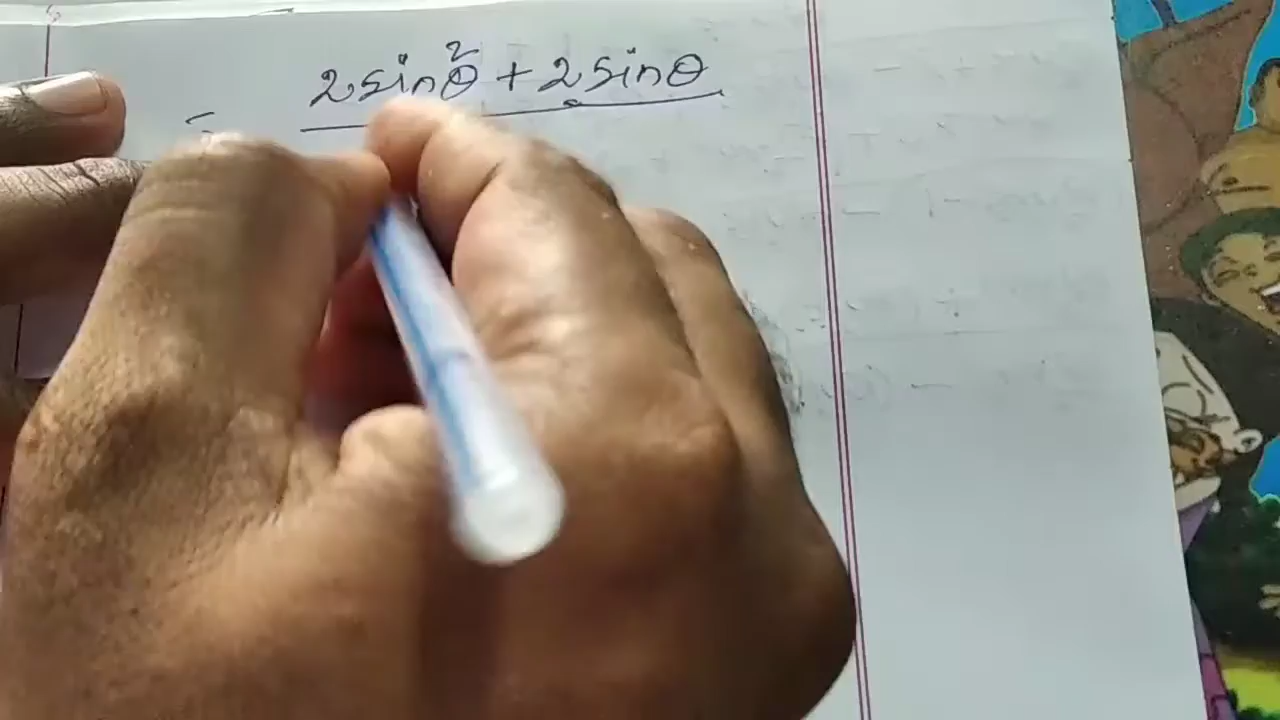 2sin²θ + 2sinθ
=